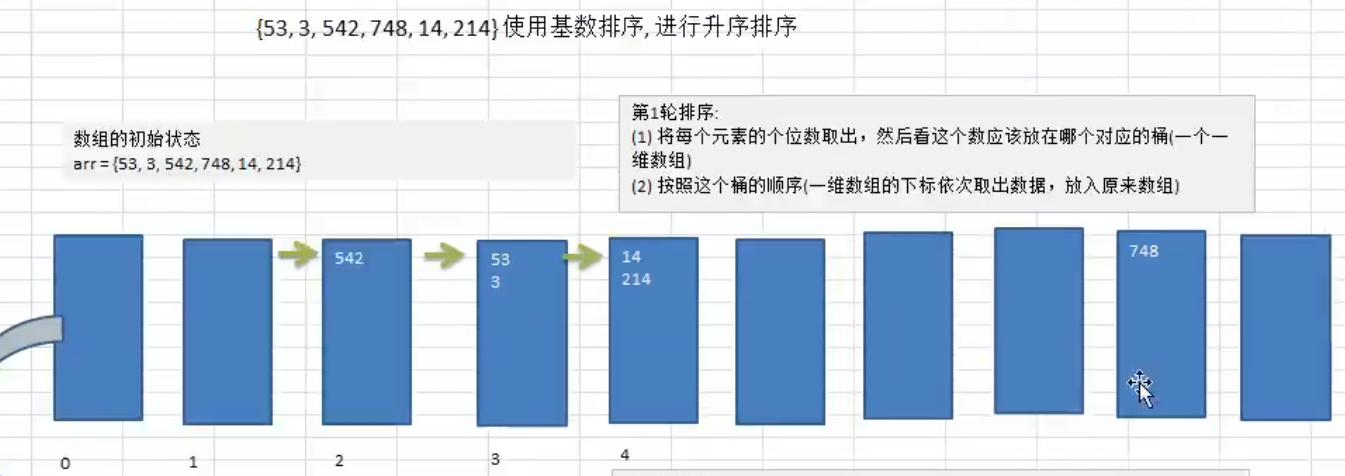 {53, 3, 542, 748, 14, 214}使用基数排序, 进行升序排序
数组的初始状态
arr = {53, 3, 542, 748, 14, 214}
第1轮排序:
(1) 将每个元素的个位数取出，然后看这个数应该放在哪个对应的桶(一个一
维数组)
(2) 按照这个桶的顺序(一维数组的下标依次取出数据，放入原来数组)
542
53
3
14
214
748
0
1
2
3
4